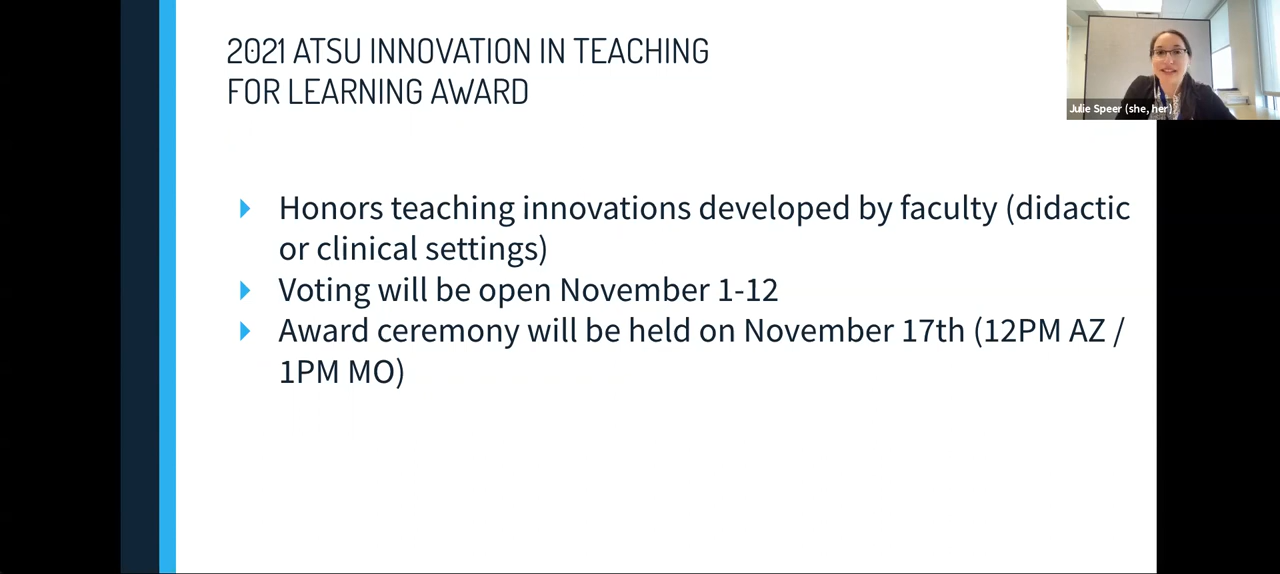 2021 ATSU INNOVATION IN TEACHING
FOR LEARNING AWARD
Julie Speer (she, her)
Honors teaching innovations developed by faculty (didactic
or clinical settings)
Voting will be open November 1-12
Award ceremony will be held on November 17th (12PM AZ /
1PM MO)